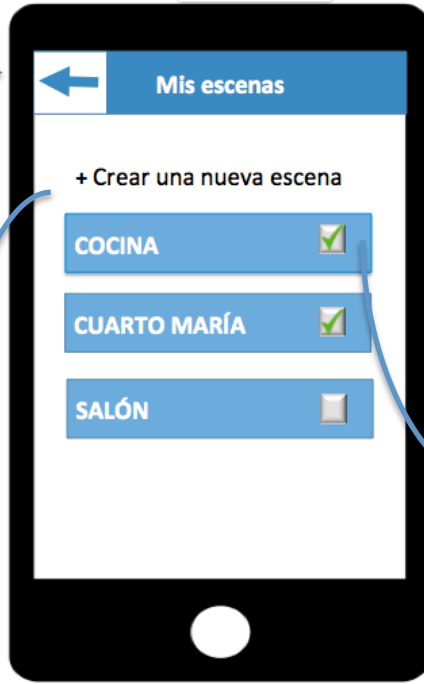 Mis escenas
+ Crear una nueva escena
COCINA
CUARTO MARÍA
SALÓN